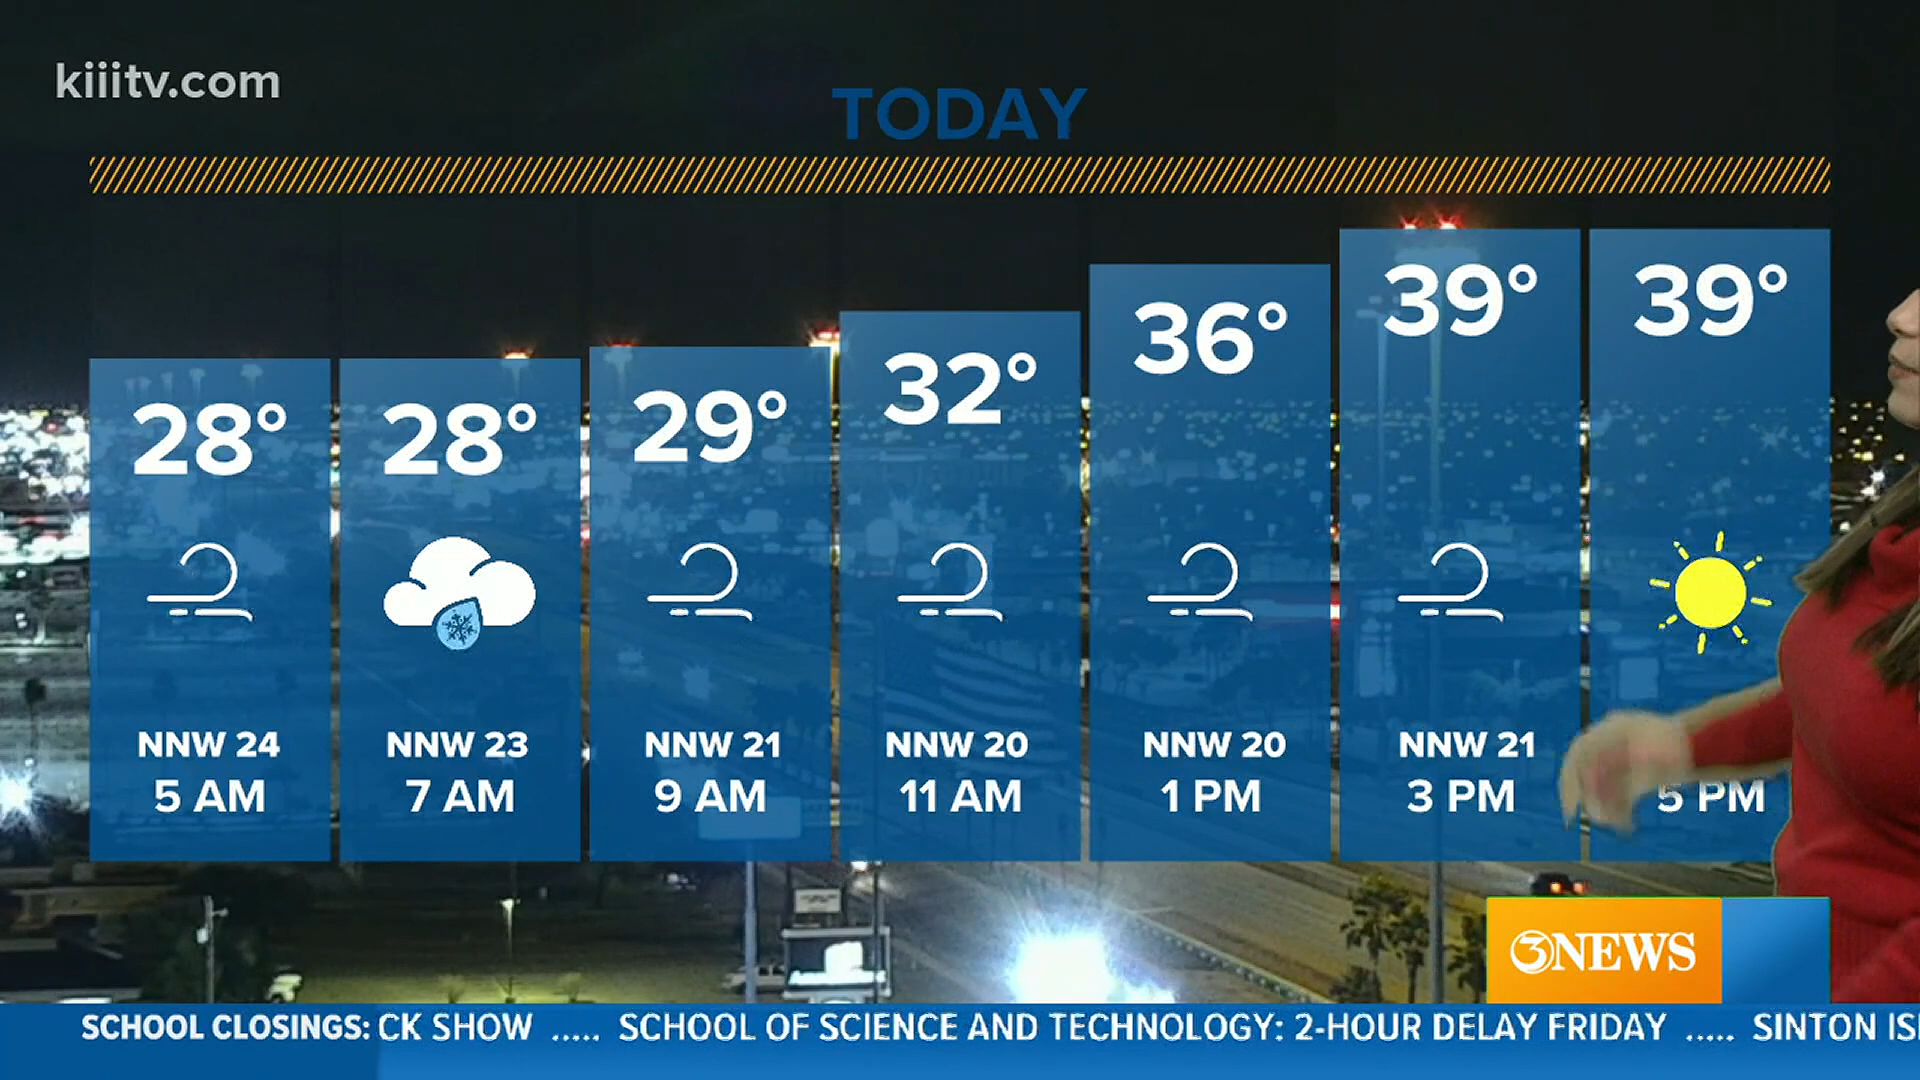 kiiitv.com
TODAY
28° 28° 29° 32° 36° 39° 39°
NNW 24 NNW 23 NNW 21 NNW 20 NNW 20 NNW 21
5 AM 7 AM 9 AM 11 AM 1 PM 3 PM 5 PM
3NEWS
SCHOOL CLOSINGS: CK SHOW ..... SCHOOL OF SCIENCE AND TECHNOLOGY: 2-HOUR DELAY FRIDAY ..... SINTON